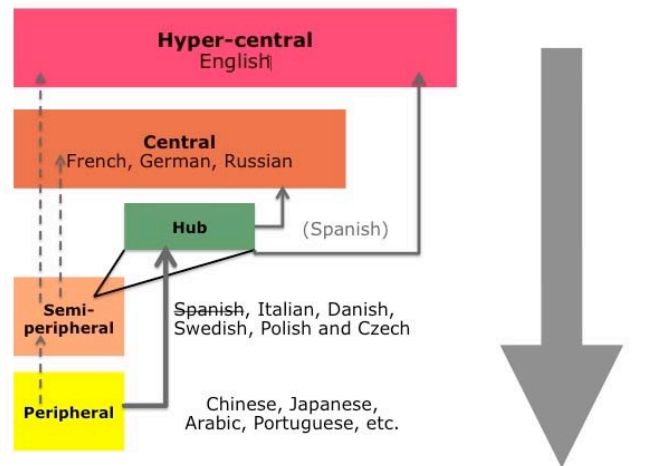 Hyper-central
English
Central
French, German, Russian
Hub
(Spanish)
Semi-
peripheral
Spanish, Italian, Danish,
Swedish, Polish and Czech
Peripheral
Chinese, Japanese,
Arabic, Portuguese, etc.